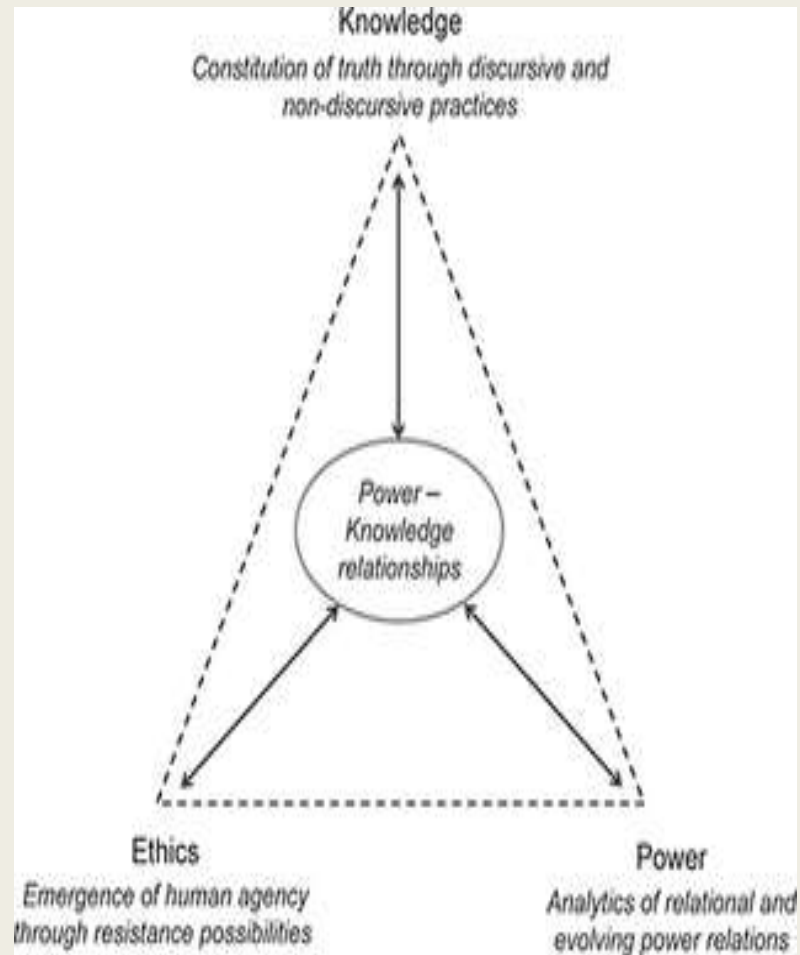 Knowledge
Constitution of truth through discursive and
non-discursive practices
Power –
Knowledge
relationships
Ethics
Emergence of human agency
through resistance possibilities
Power
Analytics of relational and
evolving power relations